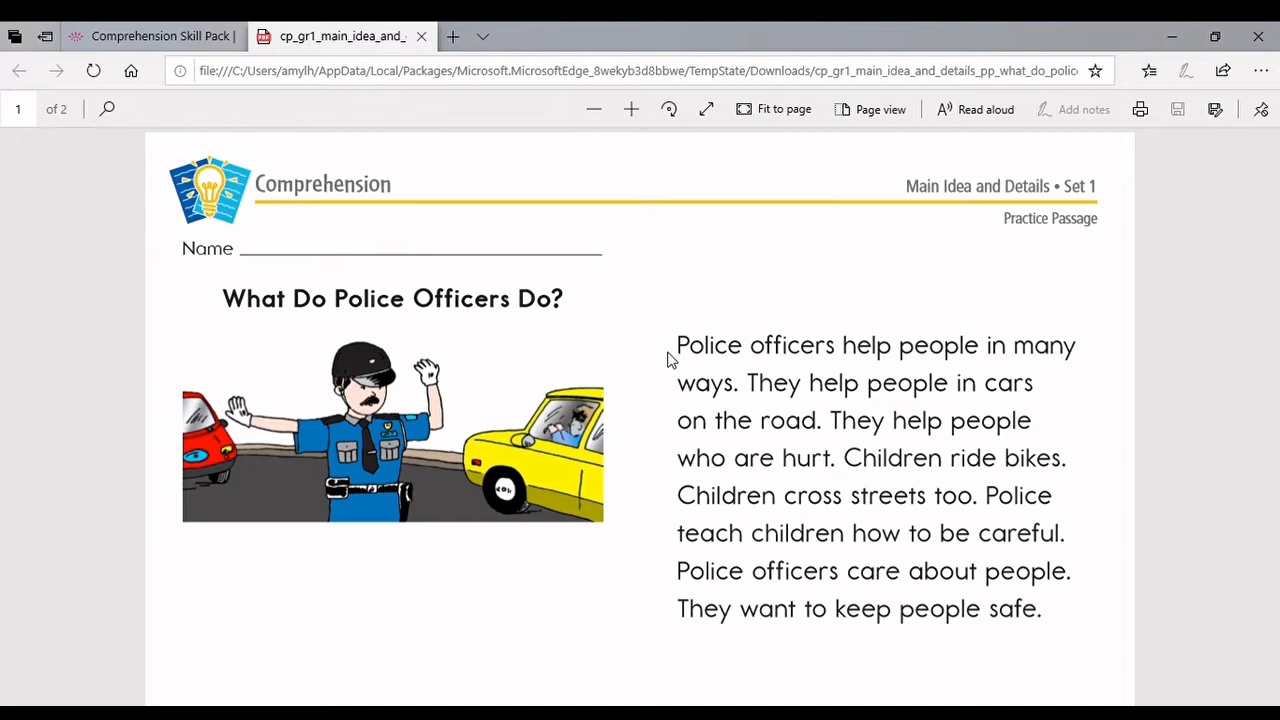 Comprehension Skill Pack |
cp_gr1_main_idea_and_
file:///C:/Users/amylh/AppData/Local/Packages/Microsoft.MicrosoftEdge_8wekyb3d8bbwe/TempState/Downloads/cp_gr1_main_idea_and_details_pp_what_do_polic
1 of 2
Fit to page
Page view
Read aloud
Add notes
Comprehension
Main Idea and Details • Set 1
Practice Passage
Name
What Do Police Officers Do?
Police officers help people in many
ways. They help people in cars
on the road. They help people
who are hurt. Children ride bikes.
Children cross streets too. Police
teach children how to be careful.
Police officers care about people.
They want to keep people safe.